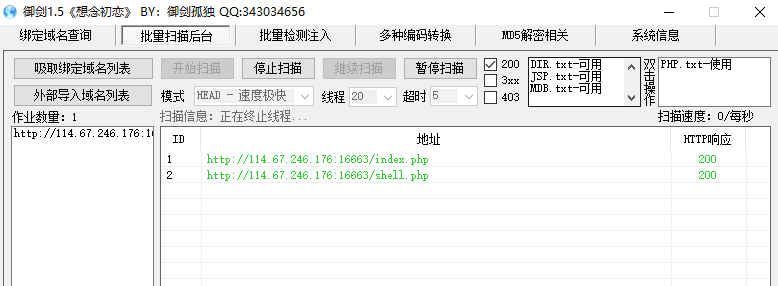 御剑1.5《想念初恋》 BY：御剑孤独 QQ:343034656
绑定域名查询 批量扫描后台 批量检测注入 多种编码转换 MD5解密相关 系统信息
吸取绑定域名列表 开始扫描 停止扫描 继续扫描 暂停扫描 200 DIR.txt-可用 双击操作 PHP.txt-使用
3xx JSP.txt-可用
外部导入域名列表 模式 HEAD - 速度极快 线程 20 超时 5 403 MDB.txt-可用
作业数量：1 扫描信息：正在终止线程... 扫描速度：0/每秒
http://114.67.246.176:16 ID 地址 HTTP响应
1 http://114.67.246.176:16663/index.php 200
2 http://114.67.246.176:16663/shell.php 200